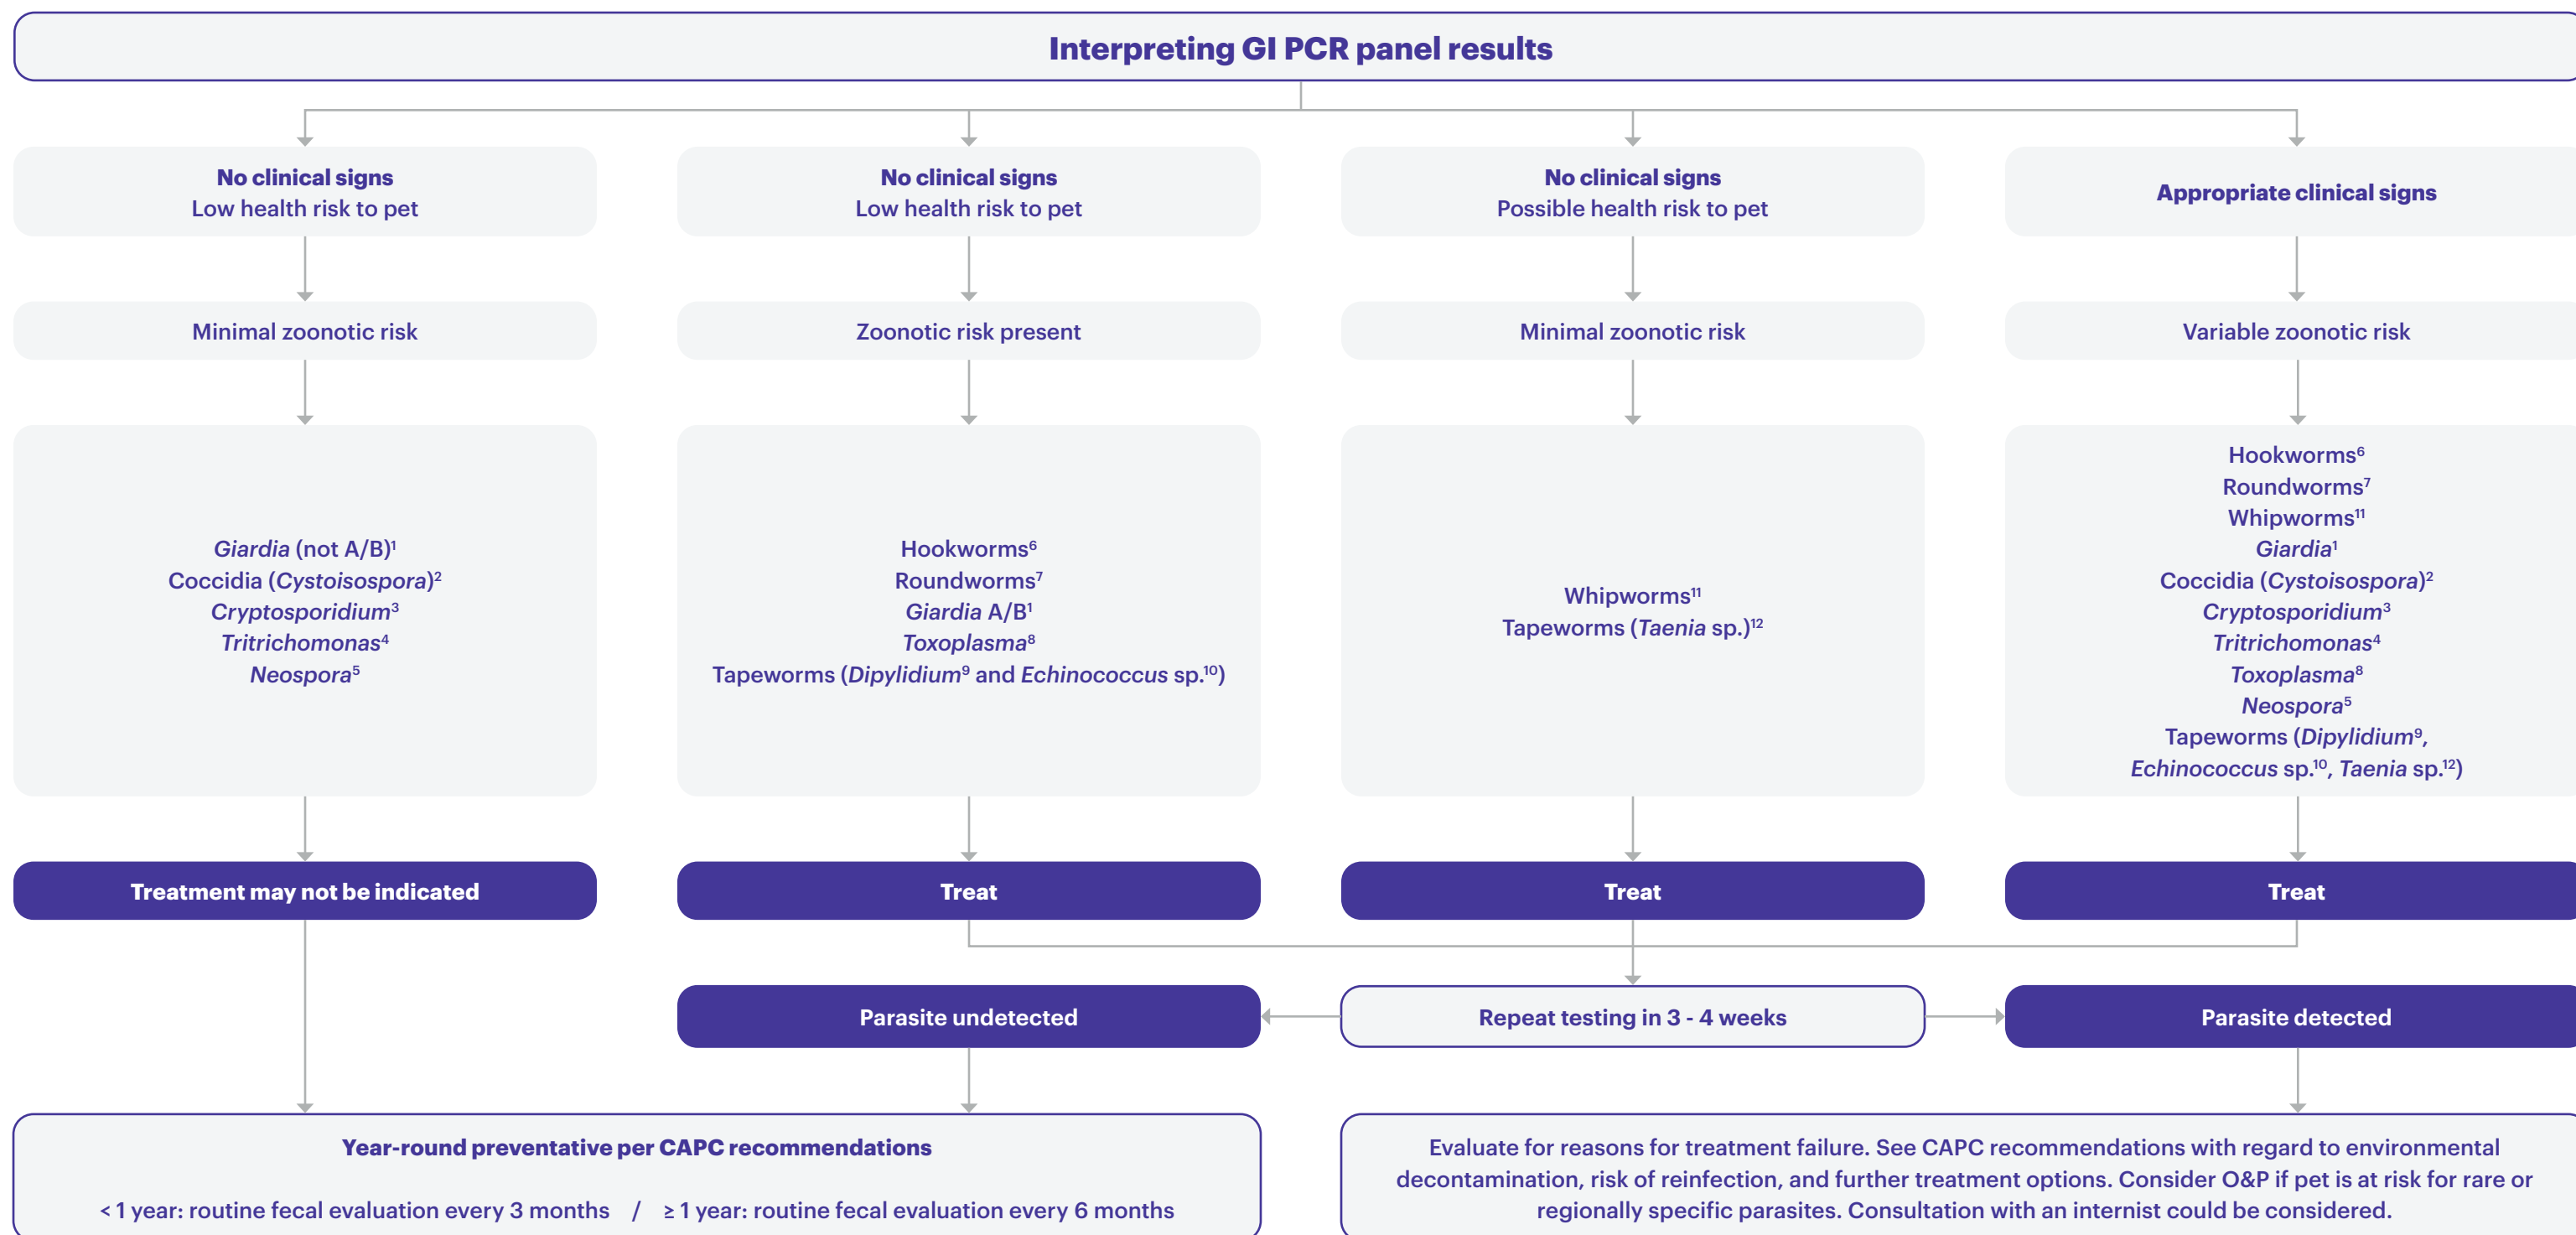 Interpreting GI PCR panel results
No clinical signs
Low health risk to pet
No clinical signs
Low health risk to pet
No clinical signs
Possible health risk to pet
Appropriate clinical signs
Minimal zoonotic risk
Zoonotic risk present
Minimal zoonotic risk
Variable zoonotic risk
Giardia (not A/B)¹
Coccidia (Cystoisospora)²
Cryptosporidium³
Tritrichomonas⁴
Neospora⁵
Hookworms⁶
Roundworms⁷
Giardia A/B¹
Toxoplasma⁸
Tapeworms (Dipylidium⁹ and Echinococcus sp.¹⁰)
Whipworms¹¹
Tapeworms (Taenia sp.)¹²
Hookworms⁶
Roundworms⁷
Whipworms¹¹
Giardia¹
Coccidia (Cystoisospora)²
Cryptosporidium³
Tritrichomonas⁴
Toxoplasma⁸
Neospora⁵
Tapeworms (Dipylidium⁹,
Echinococcus sp.¹⁰, Taenia sp.¹²)
Treatment may not be indicated
Treat
Treat
Treat
Parasite undetected
Repeat testing in 3 - 4 weeks
Parasite detected
Year-round preventative per CAPC recommendations
< 1 year: routine fecal evaluation every 3 months / ≥ 1 year: routine fecal evaluation every 6 months
Evaluate for reasons for treatment failure. See CAPC recommendations with regard to environmental
decontamination, risk of reinfection, and further treatment options. Consider O&P if pet is at risk for rare or
regionally specific parasites. Consultation with an internist could be considered.